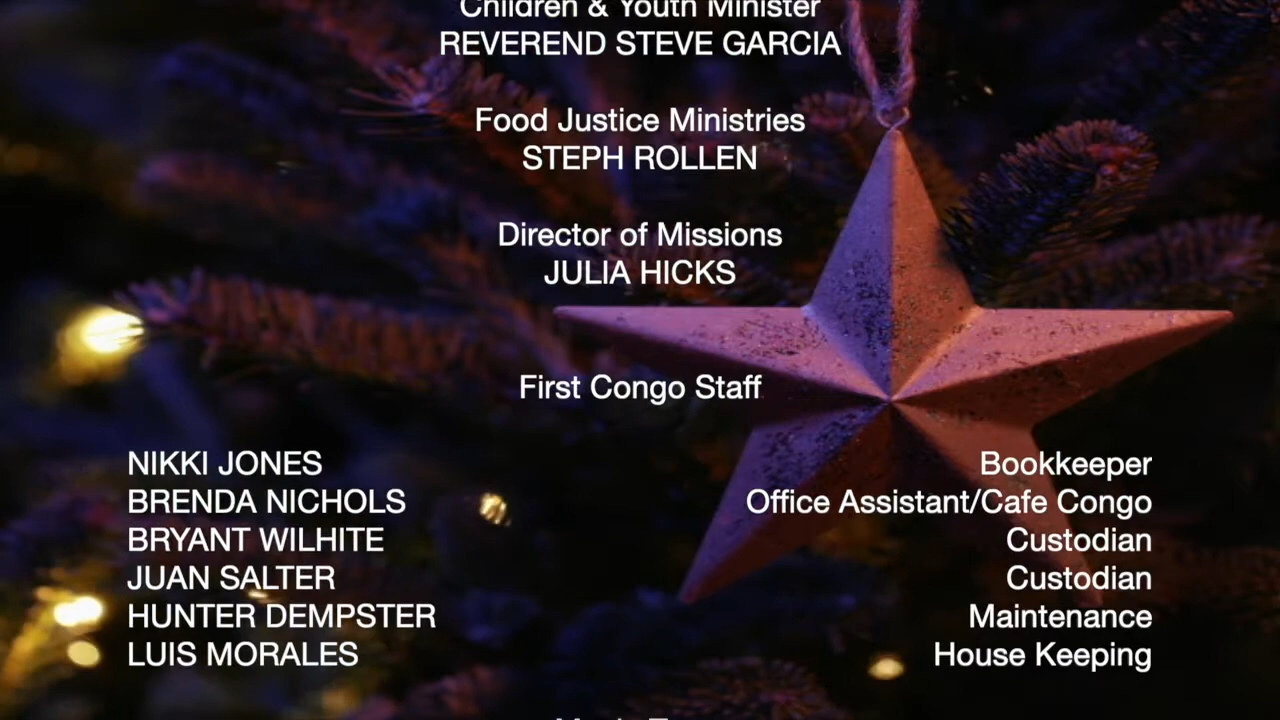 Children & Youth Minister
REVEREND STEVE GARCIA
Food Justice Ministries
STEPH ROLLEN
Director of Missions
JULIA HICKS
First Congo Staff
NIKKI JONES Bookkeeper
BRENDA NICHOLS Office Assistant/Cafe Congo
BRYANT WILHITE Custodian
JUAN SALTER Custodian
HUNTER DEMPSTER Maintenance
LUIS MORALES House Keeping